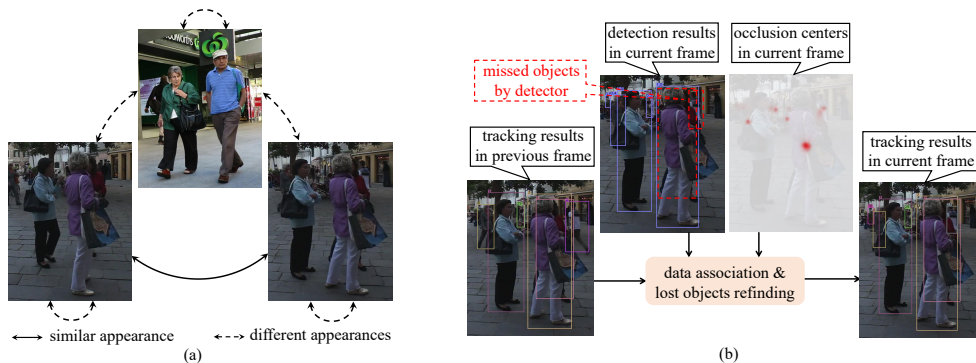 similar appearance
different appearances
(a)
detection results
in current frame
occlusion centers
in current frame
missed objects
by detector
tracking results
in previous frame
tracking results
in current frame
data association &
lost objects refinding
(b)